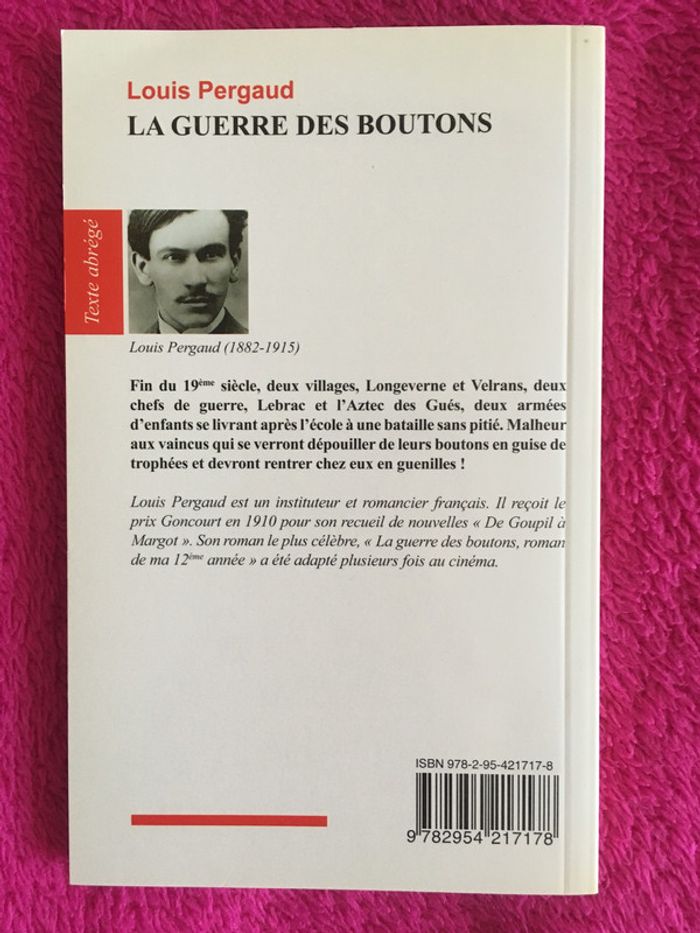 Louis Pergaud
LA GUERRE DES BOUTONS
Texte abrégé
Louis Pergaud (1882-1915)
Fin du 19ème siècle, deux villages, Longeverne et Velrans, deux
chefs de guerre, Lebrac et l'Aztec des Gués, deux armées
d'enfants se livrant après l'école à une bataille sans pitié. Malheur
aux vaincus qui se verront dépouiller de leurs boutons en guise de
trophées et devront rentrer chez eux en guenilles !
Louis Pergaud est un instituteur et romancier français. Il reçoit le
prix Goncourt en 1910 pour son recueil de nouvelles « De Goupil à
Margot ». Son roman le plus célèbre, « La guerre des boutons, roman
de ma 12ème année » a été adapté plusieurs fois au cinéma.
ISBN 978-2-95-421717-8
9 782954 217178